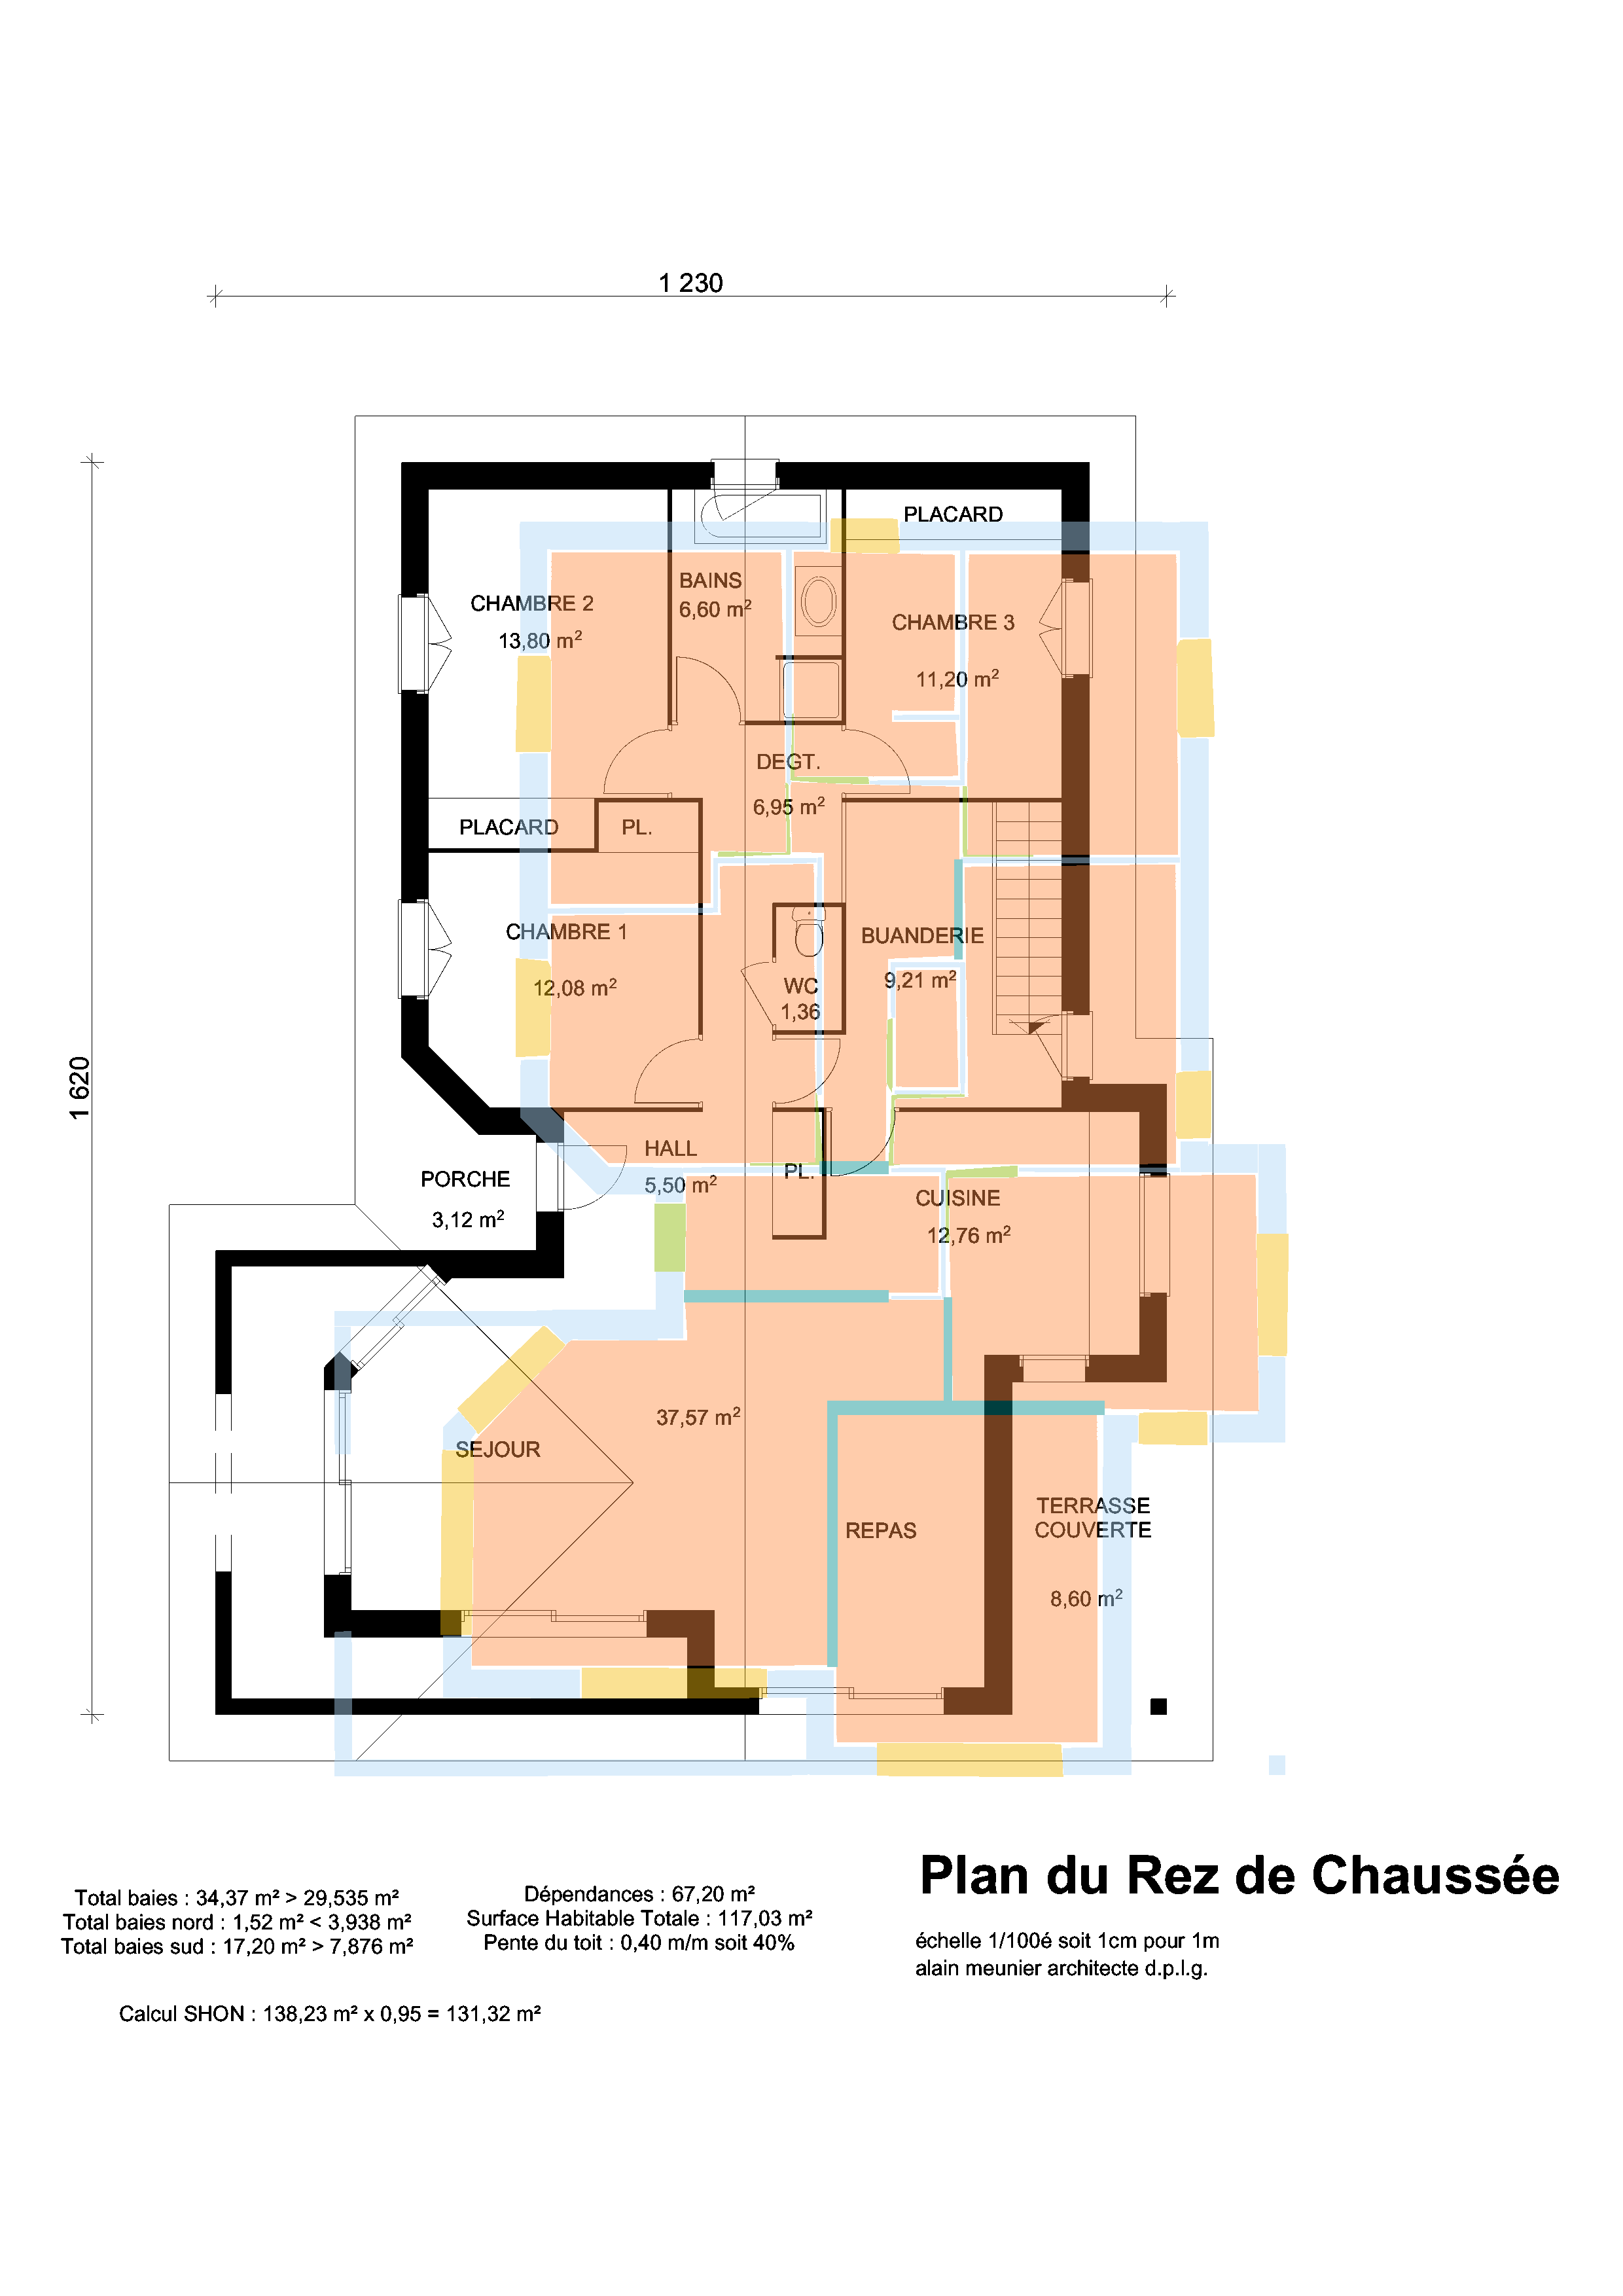 1 230
1 620
PLACARD
BAINS
6,60 m²
CHAMBRE 2
13,80 m²
CHAMBRE 3
11,20 m²
DEGT.
6,95 m²
PLACARD
PL.
CHAMBRE 1
12,08 m²
WC
1,36
BUANDERIE
9,21 m²
HALL
5,50 m²
PL.
PORCHE
3,12 m²
CUISINE
12,76 m²
37,57 m²
SEJOUR
REPAS
TERRASSE
COUVERTE
8,60 m²
Plan du Rez de Chaussée
échelle 1/100é soit 1cm pour 1m
alain meunier architecte d.p.l.g.
Total baies : 34,37 m² > 29,535 m²
Total baies nord : 1,52 m² < 3,938 m²
Total baies sud : 17,20 m² > 7,876 m²
Dépendances : 67,20 m²
Surface Habitable Totale : 117,03 m²
Pente du toit : 0,40 m/m soit 40%
Calcul SHON : 138,23 m² x 0,95 = 131,32 m²